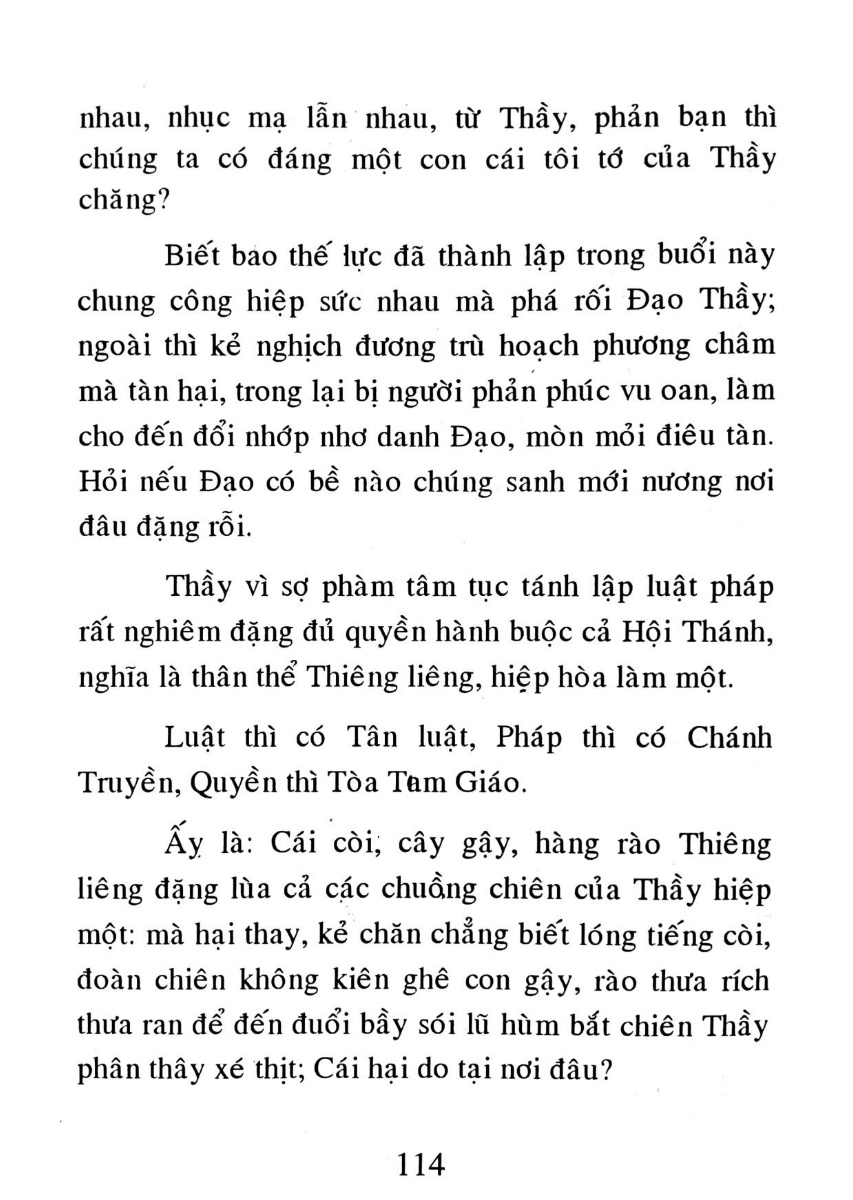 nhau, nhục mạ lẫn nhau, từ Thầy, phản bạn thì
chúng ta có đáng một con cái tôi tớ của Thầy
chăng?
Biết bao thế lực đã thành lập trong buổi này
chung công hiệp sức nhau mà phá rối Đạo Thầy;
ngoài thì kẻ nghịch đương trù hoạch phương châm
mà tàn hại, trong lại bị người phản phúc vu oan, làm
cho đến đổi nhớp nhơ danh Đạo, mòn mỏi điêu tàn.
Hỏi nếu Đạo có bề nào chúng sanh mới nương nơi
đâu đặng rỗi.
Thầy vì sợ phàm tâm tục tánh lập luật pháp
rất nghiêm đặng đủ quyền hành buộc cả Hội Thánh,
nghĩa là thân thể Thiêng liêng, hiệp hòa làm một.
Luật thì có Tân luật, Pháp thì có Chánh
Truyền, Quyền thì Tòa Tam Giáo.
Ấy là: Cái còi, cây gậy, hàng rào Thiêng
liêng đặng lùa cả các chuồng chiên của Thầy hiệp
một: mà hại thay, kẻ chăn chẳng biết lóng tiếng còi,
đoàn chiên không kiên ghê con gậy, rào thưa rích
thưa ran để đến đuổi bầy sói lũ hùm bắt chiên Thầy
phân thây xé thịt; Cái hại do tại nơi đâu?
114